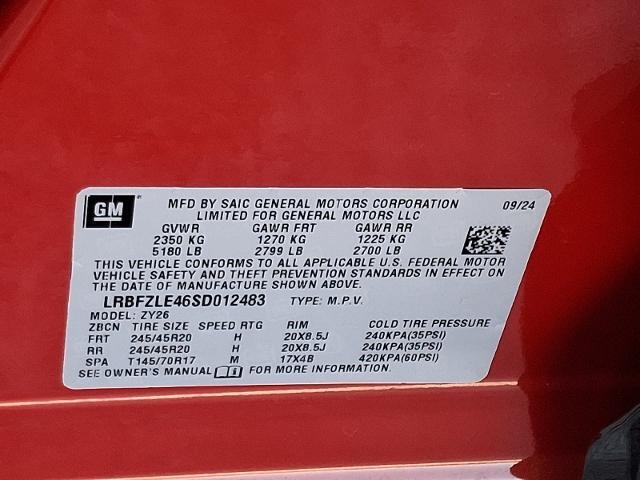 GM
MFD BY SAIC GENERAL MOTORS CORPORATION 09/24
LIMITED FOR GENERAL MOTORS LLC
GVWR GAWR FRT GAWR RR
2350 KG 1270 KG 1225 KG
5180 LB 2799 LB 2700 LB
THIS VEHICLE CONFORMS TO ALL APPLICABLE U.S. FEDERAL MOTOR
VEHICLE SAFETY AND THEFT PREVENTION STANDARDS IN EFFECT ON
THE DATE OF MANUFACTURE SHOWN ABOVE.
LRBFZLE46SD012483 TYPE: M.P.V.
MODEL: ZY26
ZBCN TIRE SIZE SPEED RTG RIM COLD TIRE PRESSURE
FRT 245/45R20 H 20X8.5J 240KPA(35PSI)
RR 245/45R20 H 20X8.5J 240KPA(35PSI)
SPA T145/70R17 M 17X4B 420KPA(60PSI)
SEE OWNER'S MANUAL FOR MORE INFORMATION.